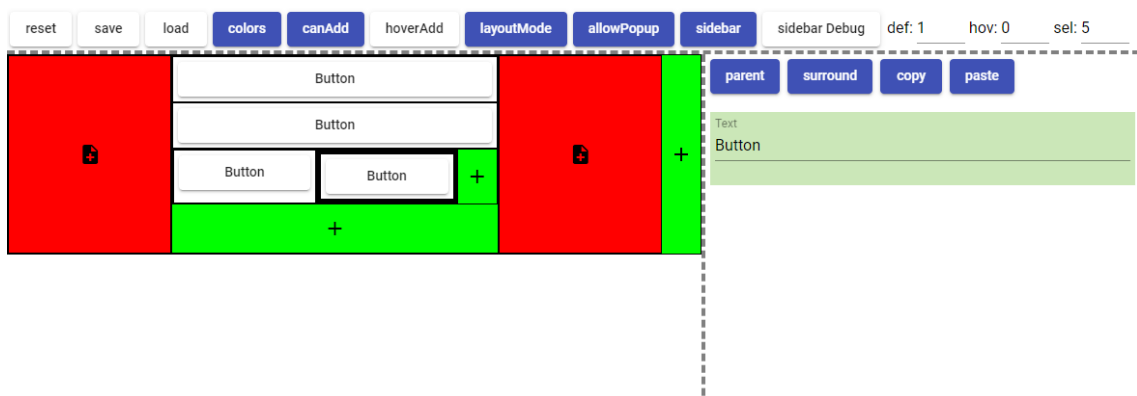 reset save load colors canAdd hoverAdd layoutMode allowPopup sidebar sidebar Debug def: 1 hov: 0 sel: 5
Button
Button
Button Button +
+
+
parent surround copy paste
Text
Button